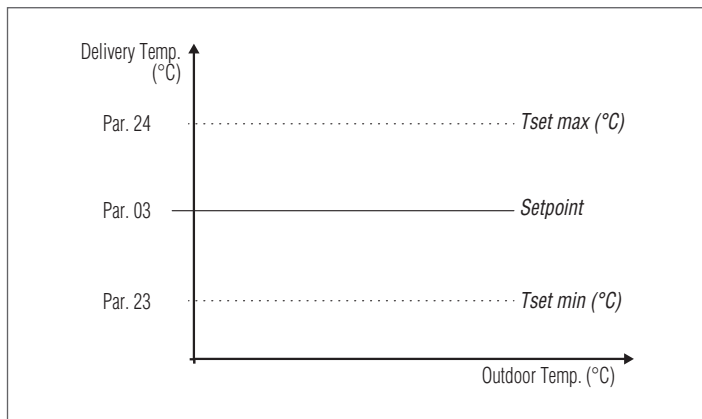 Delivery Temp.
(°C)
Par. 24
Tset max (°C)
Par. 03
Setpoint
Par. 23
Tset min (°C)
Outdoor Temp. (°C)